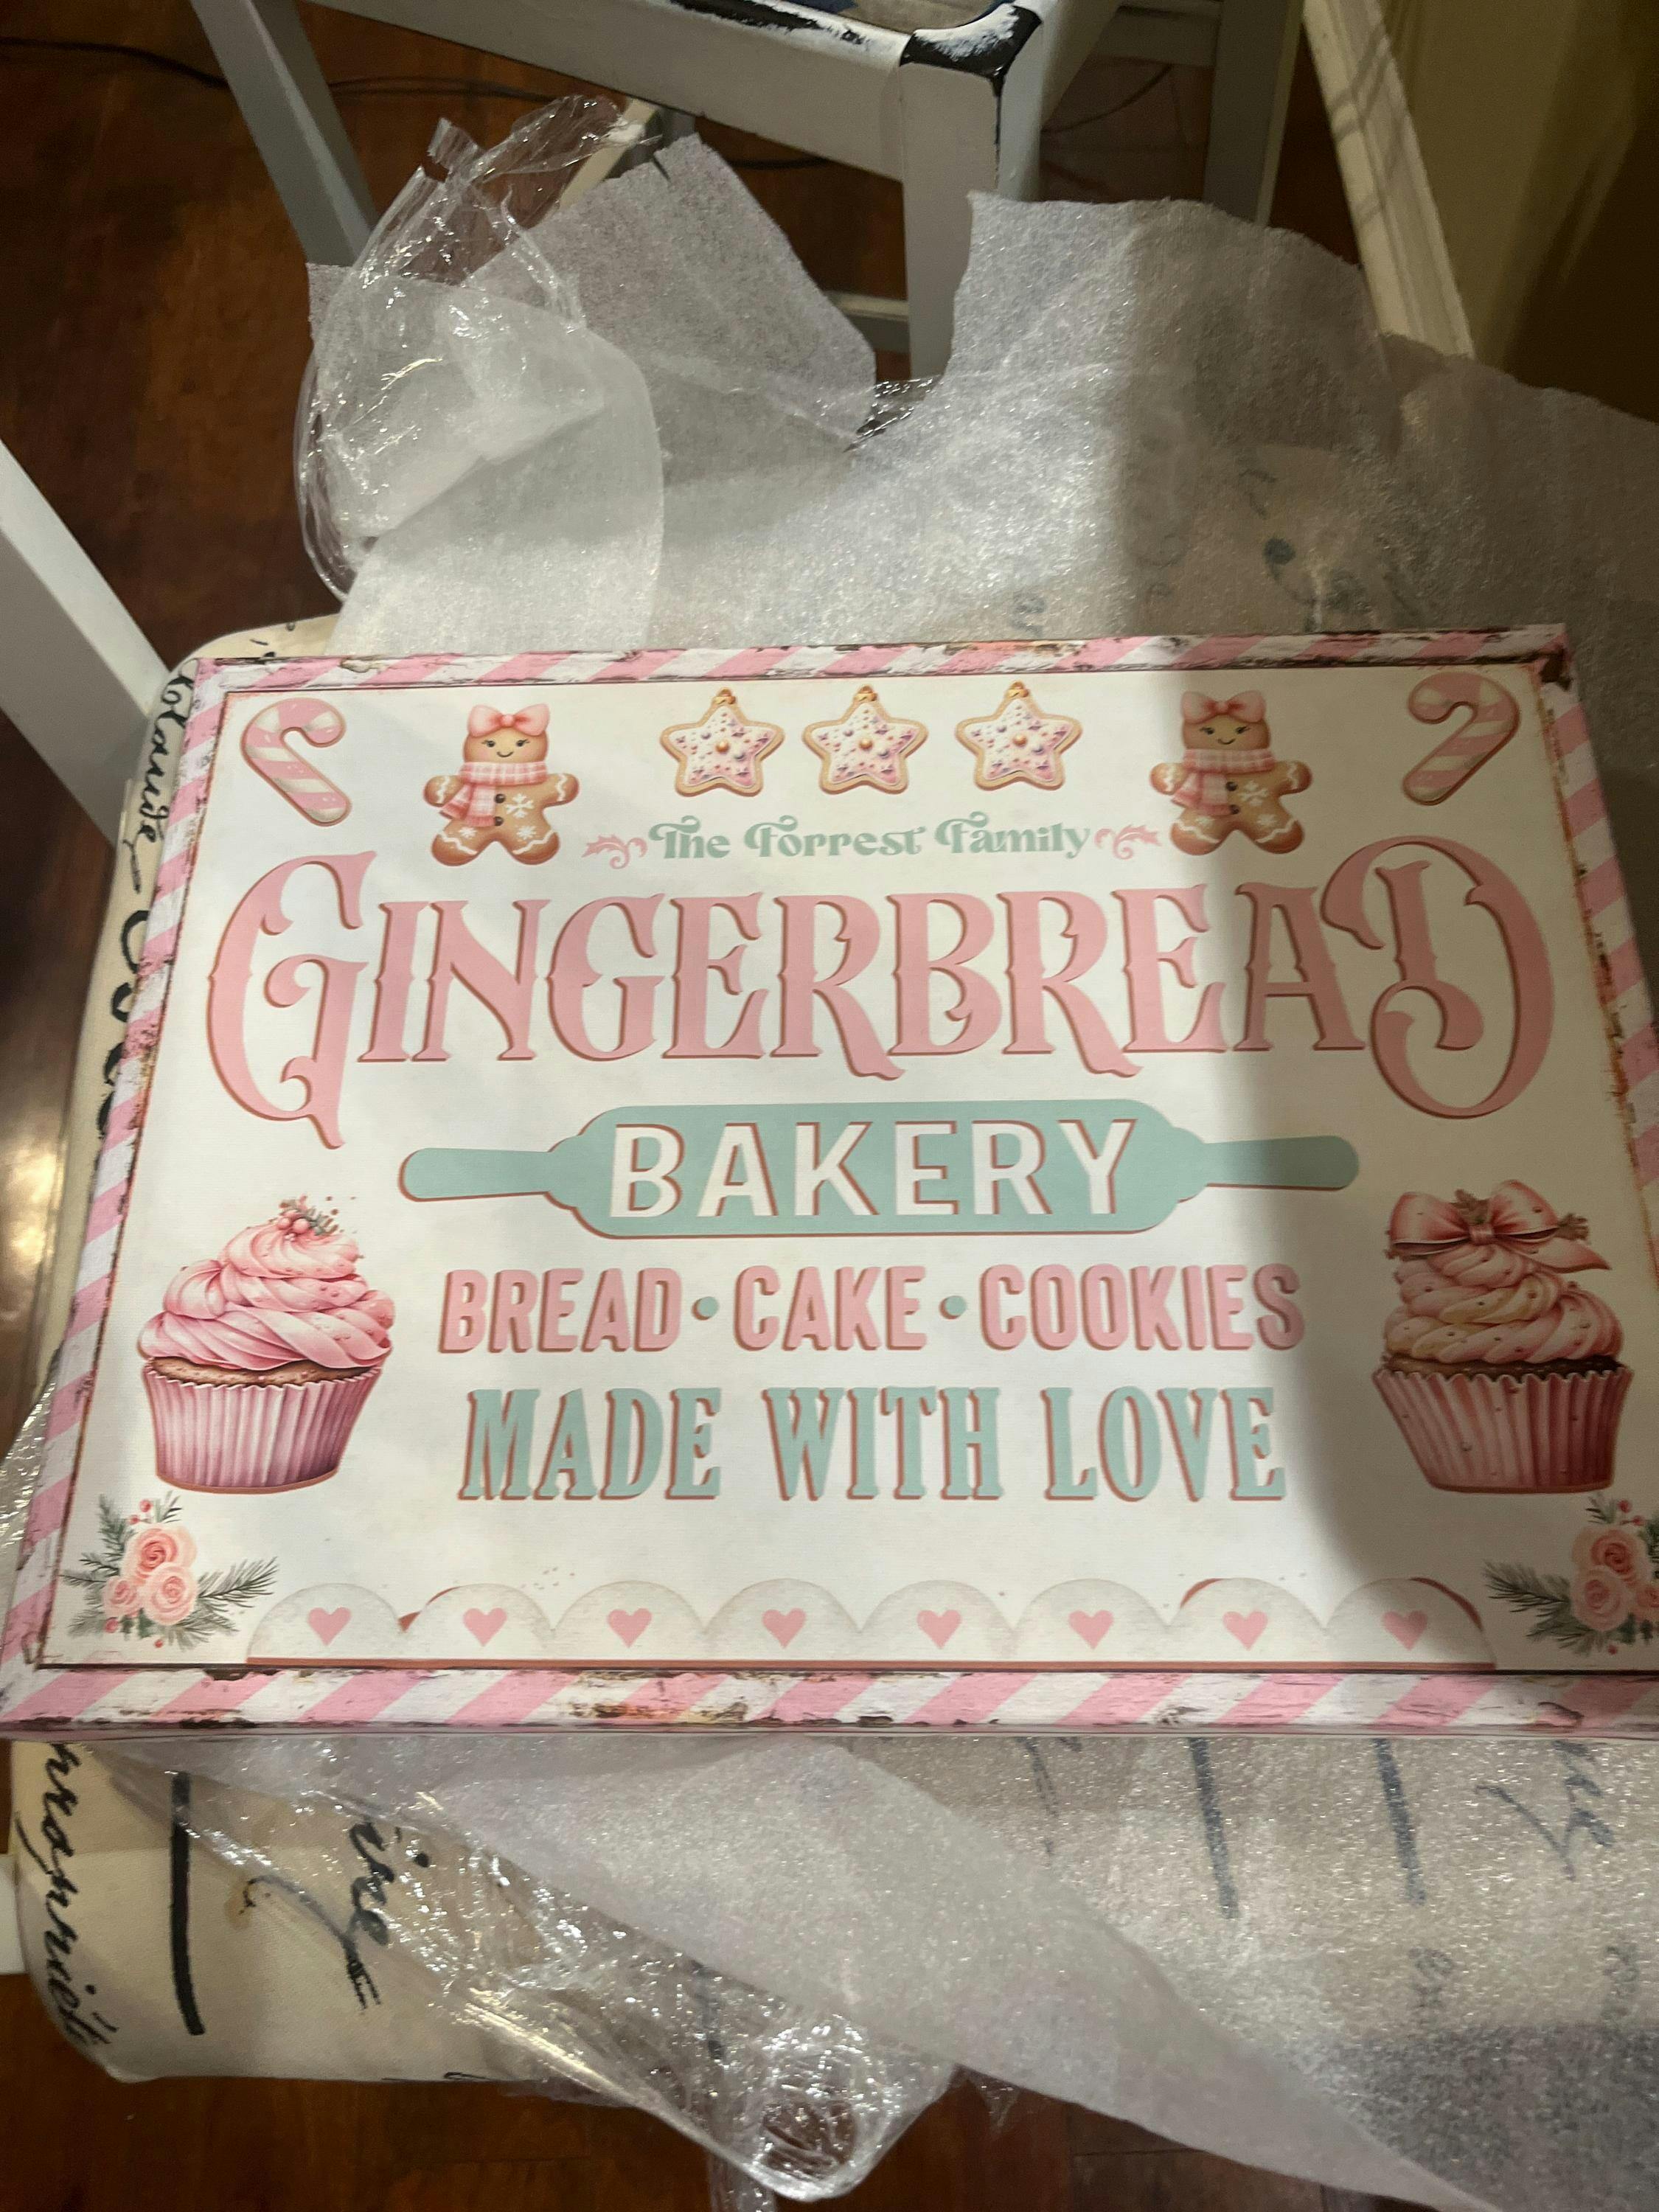 The Forrest Family
GINGERBREAD
BAKERY
BREAD • CAKE • COOKIES
MADE WITH LOVE